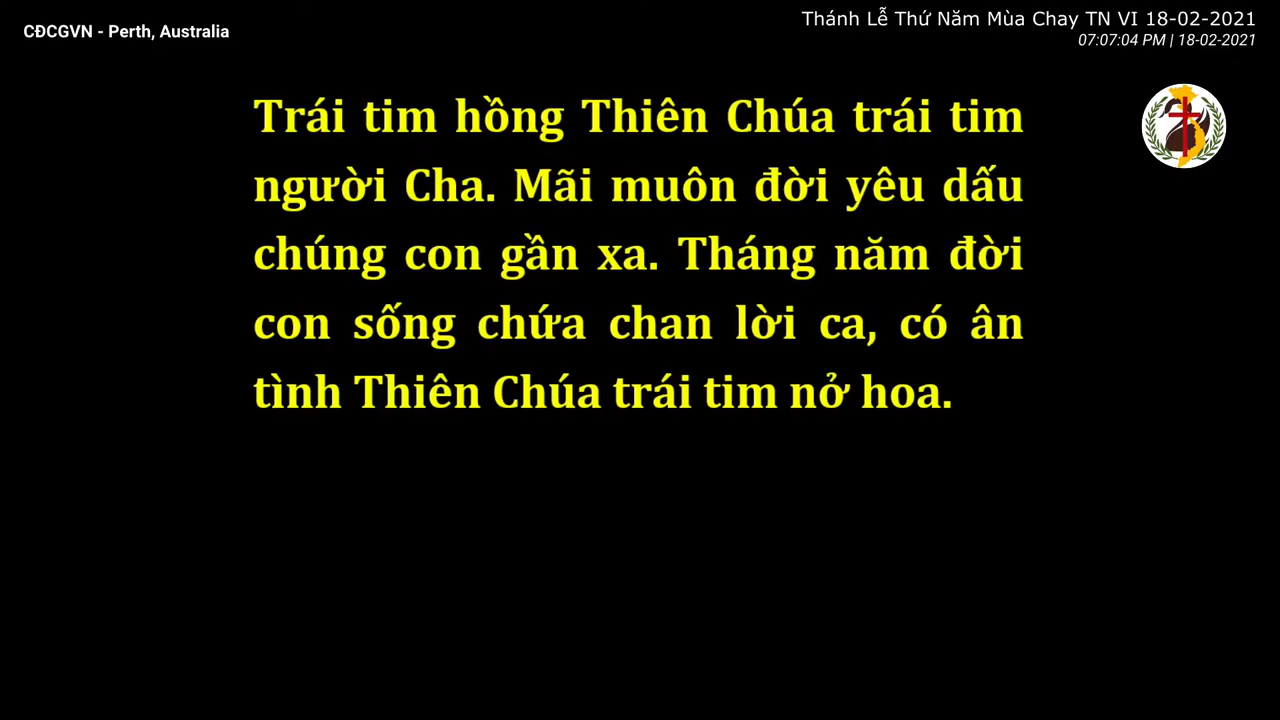 CĐCGVN - Perth, Australia
Thánh Lễ Thứ Năm Mùa Chay TN VI 18-02-2021
07:07:04 PM | 18-02-2021
Trái tim hồng Thiên Chúa trái tim
người Cha. Mãi muôn đời yêu dấu
chúng con gần xa. Tháng năm đời
con sống chứa chan lời ca, có ân
tình Thiên Chúa trái tim nở hoa.